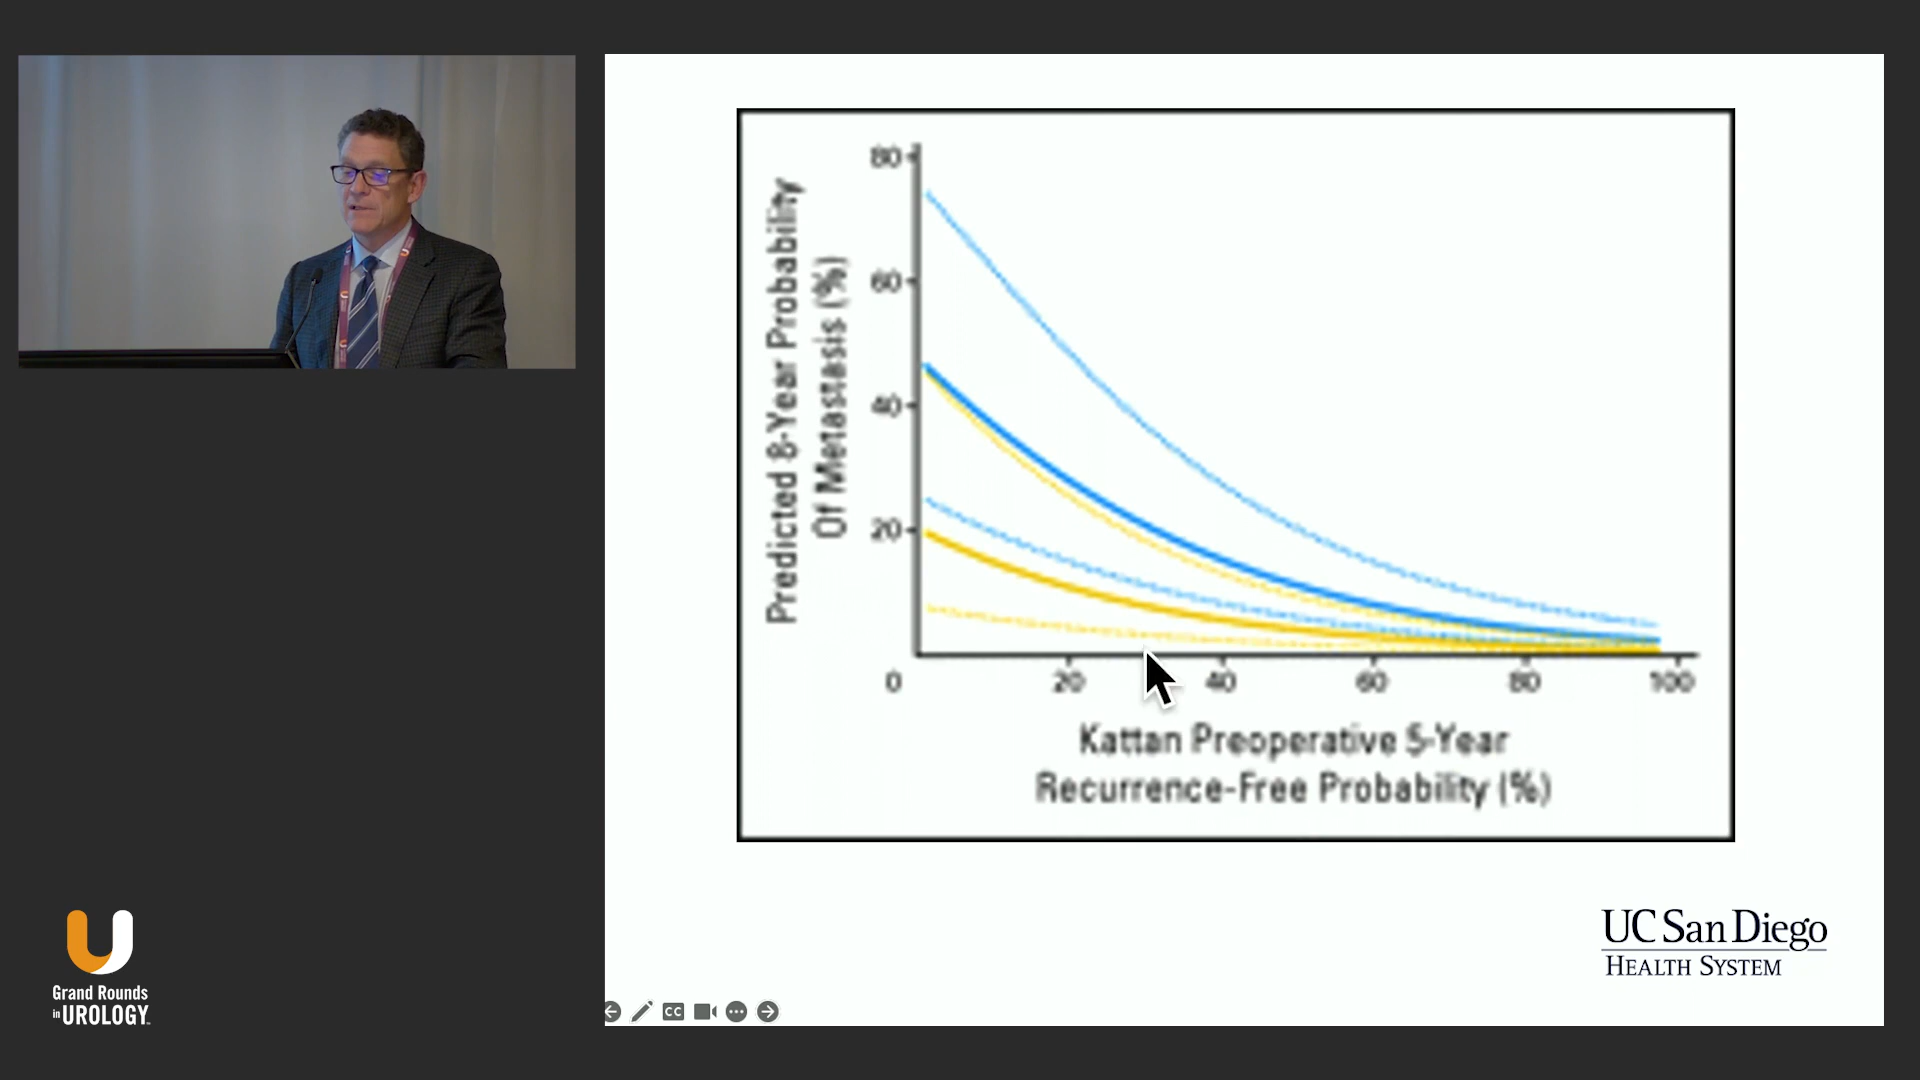 80
60
40
20
Predicted 8-Year Probability
Of Metastasis (%)
0 20 40 60 80 100
Kattan Preoperative 5-Year
Recurrence-Free Probability (%)
UC San Diego
HEALTH SYSTEM
Grand Rounds
in UROLOGY
CC